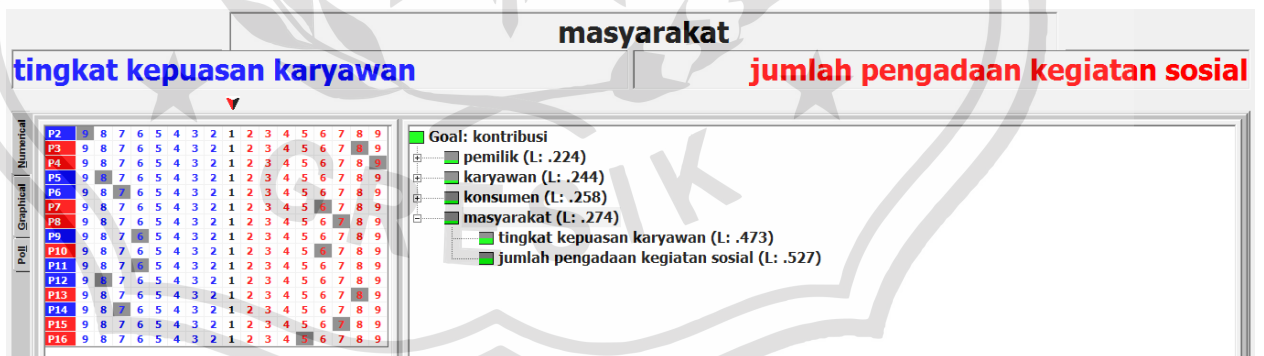 masyarakat
tingkat kepuasan karyawan
jumlah pengadaan kegiatan sosial
Numerical
Graphical
Poll
P2 9 8 7 6 5 4 3 2 1 2 3 4 5 6 7 8 9
P3 9 8 7 6 5 4 3 2 1 2 3 4 5 6 7 8 9
P4 9 8 7 6 5 4 3 2 1 2 3 4 5 6 7 8 9
P5 9 8 7 6 5 4 3 2 1 2 3 4 5 6 7 8 9
P6 9 8 7 6 5 4 3 2 1 2 3 4 5 6 7 8 9
P7 9 8 7 6 5 4 3 2 1 2 3 4 5 6 7 8 9
P8 9 8 7 6 5 4 3 2 1 2 3 4 5 6 7 8 9
P9 9 8 7 6 5 4 3 2 1 2 3 4 5 6 7 8 9
P10 9 8 7 6 5 4 3 2 1 2 3 4 5 6 7 8 9
P11 9 8 7 6 5 4 3 2 1 2 3 4 5 6 7 8 9
P12 9 8 7 6 5 4 3 2 1 2 3 4 5 6 7 8 9
P13 9 8 7 6 5 4 3 2 1 2 3 4 5 6 7 8 9
P14 9 8 7 6 5 4 3 2 1 2 3 4 5 6 7 8 9
P15 9 8 7 6 5 4 3 2 1 2 3 4 5 6 7 8 9
P16 9 8 7 6 5 4 3 2 1 2 3 4 5 6 7 8 9
Goal: kontribusi
pemilik (L: .224)
karyawan (L: .244)
konsumen (L: .258)
masyarakat (L: .274)
tingkat kepuasan karyawan (L: .473)
jumlah pengadaan kegiatan sosial (L: .527)
GRESIK